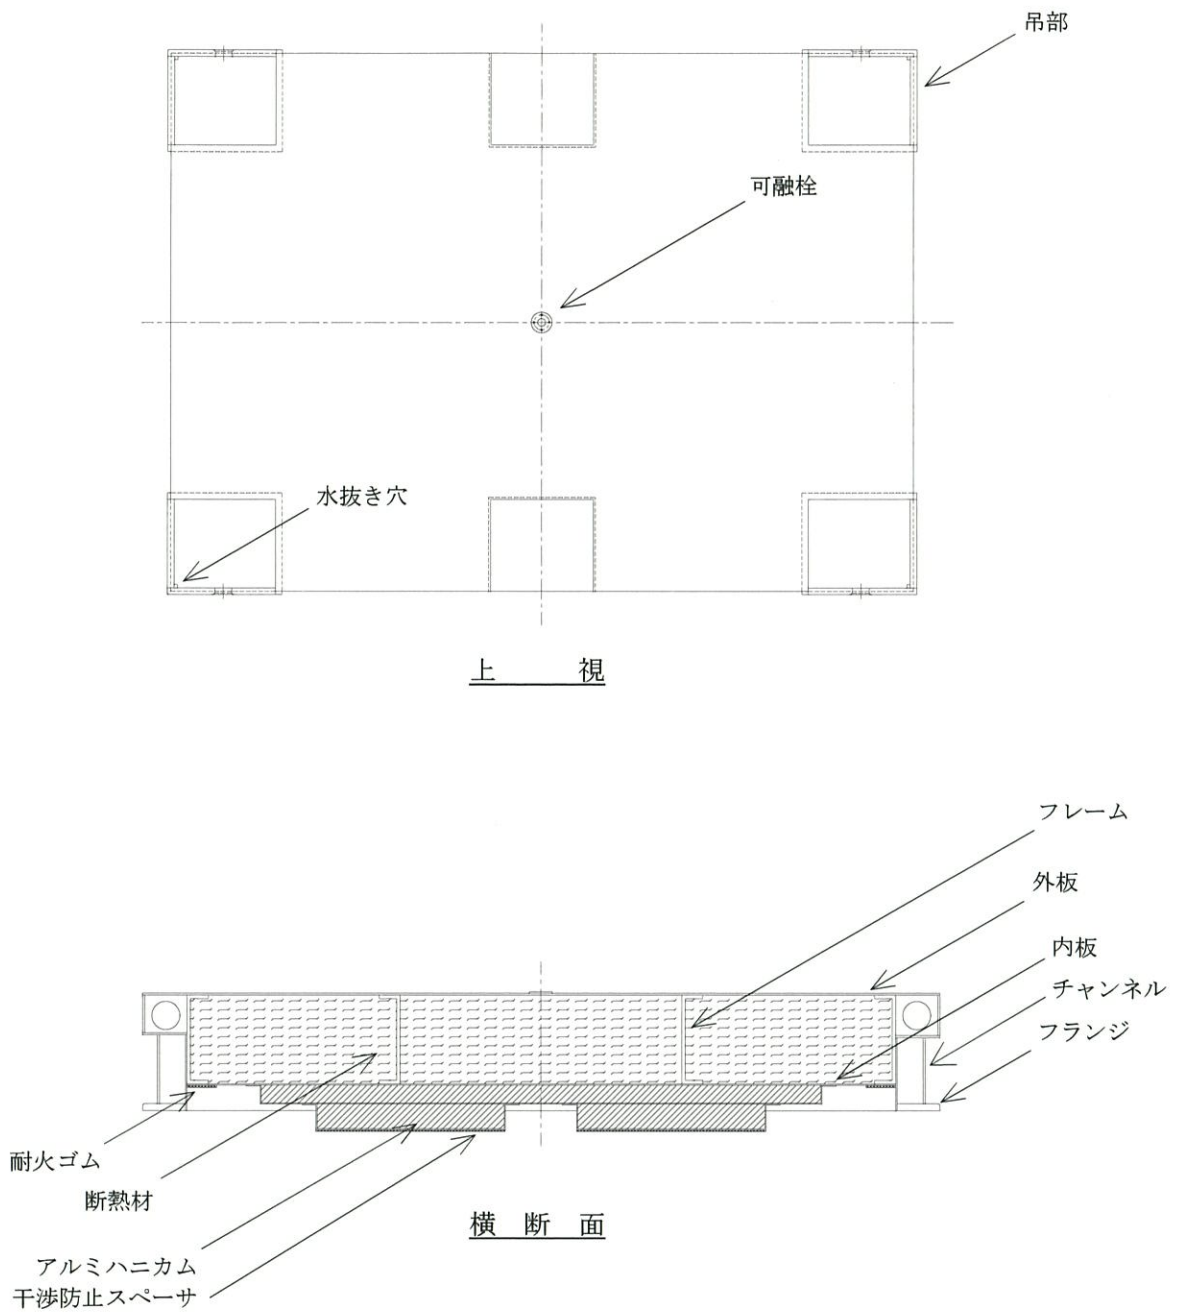 吊部
可融栓
水抜き穴
上 視
フレーム
外板
内板
チャンネル
フランジ
耐火ゴム
断熱材
アルミハニカム
干渉防止スペーサ
横 断 面